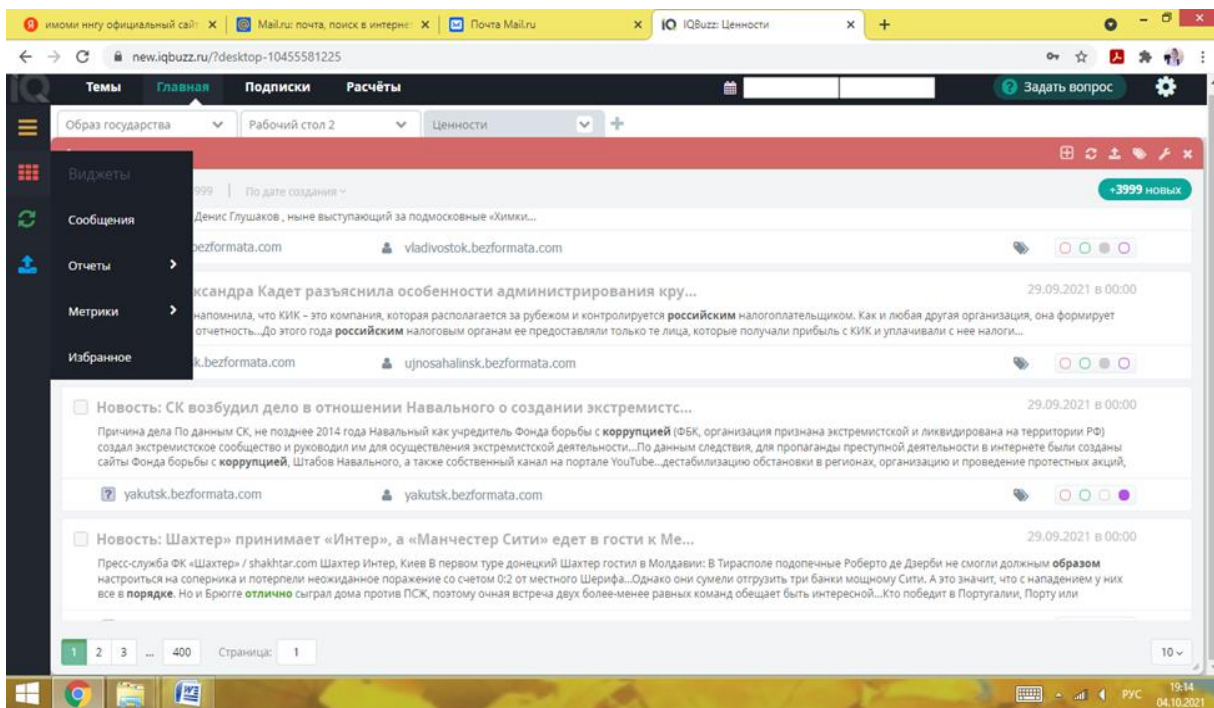 имоми ннгу официальный сайт
Mail.ru: почта, поиск в интернет
Почта Mail.ru
IQBuzz: Ценности
new.iqbuzz.ru/?desktop-10455581225
IQ Темы Главная Подписки Расчёты Задать вопрос
Образ государства Рабочий стол 2 Ценности
Виджеты
999 По дате создания +3999 новых
Сообщения
Денис Глушаков , ныне выступающий за подмосковные «Химки...
bezformata.com vladivostok.bezformata.com
Отчеты
ксандра Кадет разъяснила особенности администрирования кру... 29.09.2021 в 00:00
Метрики
напомнила, что КИК – это компания, которая располагается за рубежом и контролируется российским налогоплательщиком. Как и любая другая организация, она формирует
отчетность...До этого года российским налоговым органам ее предоставляли только те лица, которые получали прибыль с КИК и уплачивали с нее налоги...
Избранное
k.bezformata.com ujnosahalinsk.bezformata.com
Новость: СК возбудил дело в отношении Навального о создании экстремистс... 29.09.2021 в 00:00
Причина дела По данным СК, не позднее 2014 года Навальный как учредитель Фонда борьбы с коррупцией (ФБК, организация признана экстремистской и ликвидирована на территории РФ)
создал экстремистское сообщество и руководил им для осуществления экстремистской деятельности...По данным следствия, для пропаганды преступной деятельности в интернете были созданы
сайты Фонда борьбы с коррупцией, Штабов Навального, а также собственный канал на портале YouTube...дестабилизацию обстановки в регионах, организацию и проведение протестных акций,
yakutsk.bezformata.com yakutsk.bezformata.com
Новость: Шахтер» принимает «Интер», а «Манчестер Сити» едет в гости к Ме... 29.09.2021 в 00:00
Пресс-служба ФК «Шахтер» / shakhtar.com Шахтер Интер, Киев В первом туре донецкий Шахтер гостил в Молдавии: В Тирасполе подопечные Роберто де Дзерби не смогли должным образом
настроиться на соперника и потерпели неожиданное поражение со счетом 0:2 от местного Шерифа...Однако они сумели отгрузить три банки мощному Сити. А это значит, что с нападением у них
все в порядке. Но и Брюгге отлично сыграл дома против ПСЖ, поэтому очная встреча двух более-менее равных команд обещает быть интересной...Кто победит в Португалии, Порту или
1 2 3 ... 400 Страница: 1 10
РУС 19:14
04.10.2021